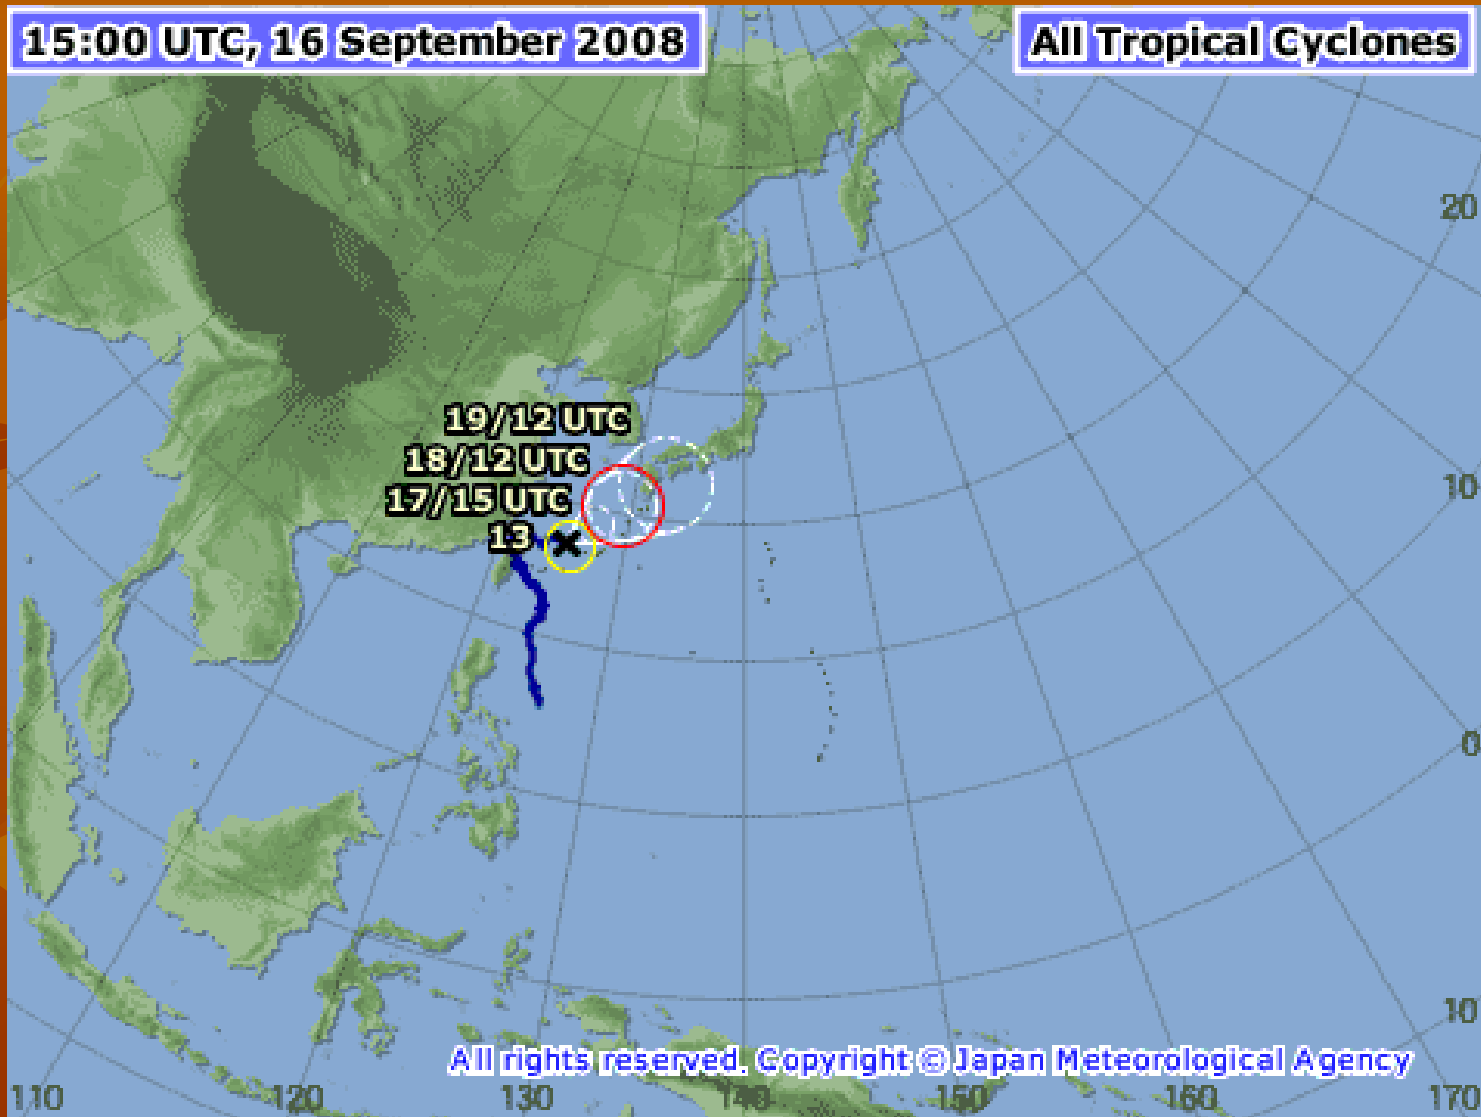 15:00 UTC, 16 September 2008
All Tropical Cyclones
20
19/12 UTC
18/12 UTC
17/15 UTC
10
13
0
10
All rights reserved. Copyright © Japan Meteorological Agency
110 120 130 140 150 160 170